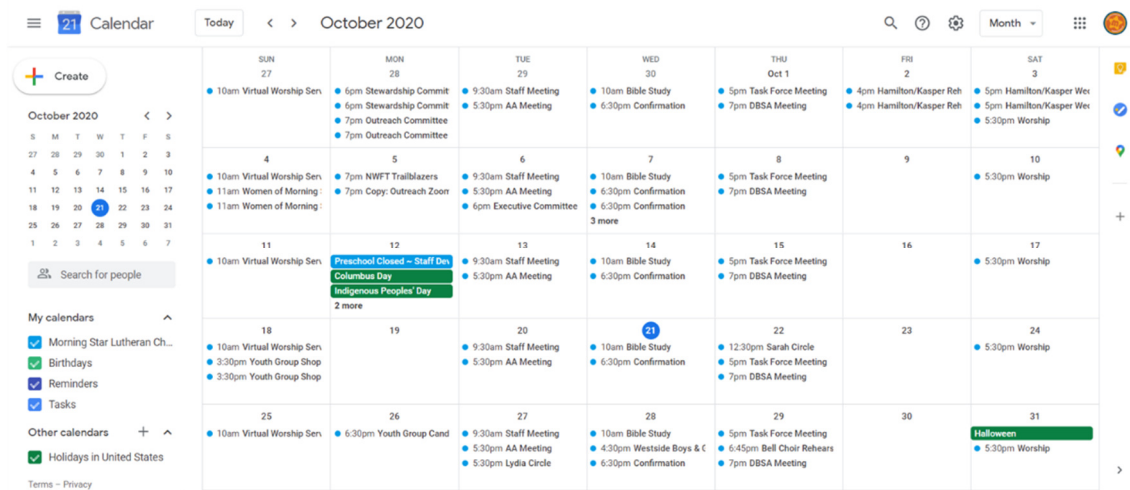 21 Calendar Today October 2020 Month
Create
October 2020
S M T W T F S
27 28 29 30 1 2 3
4 5 6 7 8 9 10
11 12 13 14 15 16 17
18 19 20 21 22 23 24
25 26 27 28 29 30 31
1 2 3 4 5 6 7
Search for people
My calendars
Morning Star Lutheran Ch...
Birthdays
Reminders
Tasks
Other calendars
Holidays in United States
Terms – Privacy
SUN MON TUE WED THU FRI SAT
27 28 29 30 Oct 1 2 3
10am Virtual Worship Serv
6pm Stewardship Commit
6pm Stewardship Commit
7pm Outreach Committee
7pm Outreach Committee
9:30am Staff Meeting
5:30pm AA Meeting
10am Bible Study
6:30pm Confirmation
5pm Task Force Meeting
7pm DBSA Meeting
4pm Hamilton/Kasper Reh
4pm Hamilton/Kasper Reh
5pm Hamilton/Kasper Wed
5pm Hamilton/Kasper Wed
5:30pm Worship
4 5 6 7 8 9 10
10am Virtual Worship Serv
11am Women of Morning
11am Women of Morning
7pm NWFT Trailblazers
7pm Copy: Outreach Zoom
9:30am Staff Meeting
5:30pm AA Meeting
6pm Executive Committee
10am Bible Study
6:30pm Confirmation
6:30pm Confirmation
3 more
5pm Task Force Meeting
7pm DBSA Meeting
5:30pm Worship
11 12 13 14 15 16 17
10am Virtual Worship Serv
Preschool Closed ~ Staff Dev
Columbus Day
Indigenous Peoples' Day
2 more
9:30am Staff Meeting
5:30pm AA Meeting
10am Bible Study
6:30pm Confirmation
5pm Task Force Meeting
7pm DBSA Meeting
5:30pm Worship
18 19 20 21 22 23 24
10am Virtual Worship Serv
3:30pm Youth Group Shop
3:30pm Youth Group Shop
9:30am Staff Meeting
5:30pm AA Meeting
10am Bible Study
6:30pm Confirmation
12:30pm Sarah Circle
5pm Task Force Meeting
7pm DBSA Meeting
5:30pm Worship
25 26 27 28 29 30 31
10am Virtual Worship Serv
6:30pm Youth Group Cand
9:30am Staff Meeting
5:30pm AA Meeting
5:30pm Lydia Circle
10am Bible Study
4:30pm Westside Boys & C
6:30pm Confirmation
5pm Task Force Meeting
6:45pm Bell Choir Rehears
7pm DBSA Meeting
Halloween
5:30pm Worship